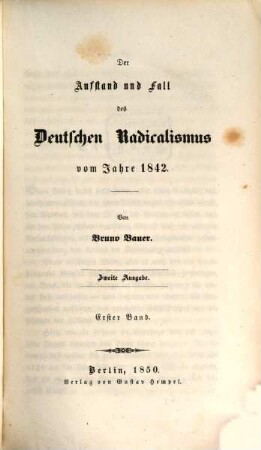 Der
Aufstand und Fall
des
Deutschen Radicalismus
vom Jahre 1842.
Von
Bruno Bauer.
Zweite Ausgabe.
Erster Band.
Berlin, 1850.
Verlag von Gustav Hempel.